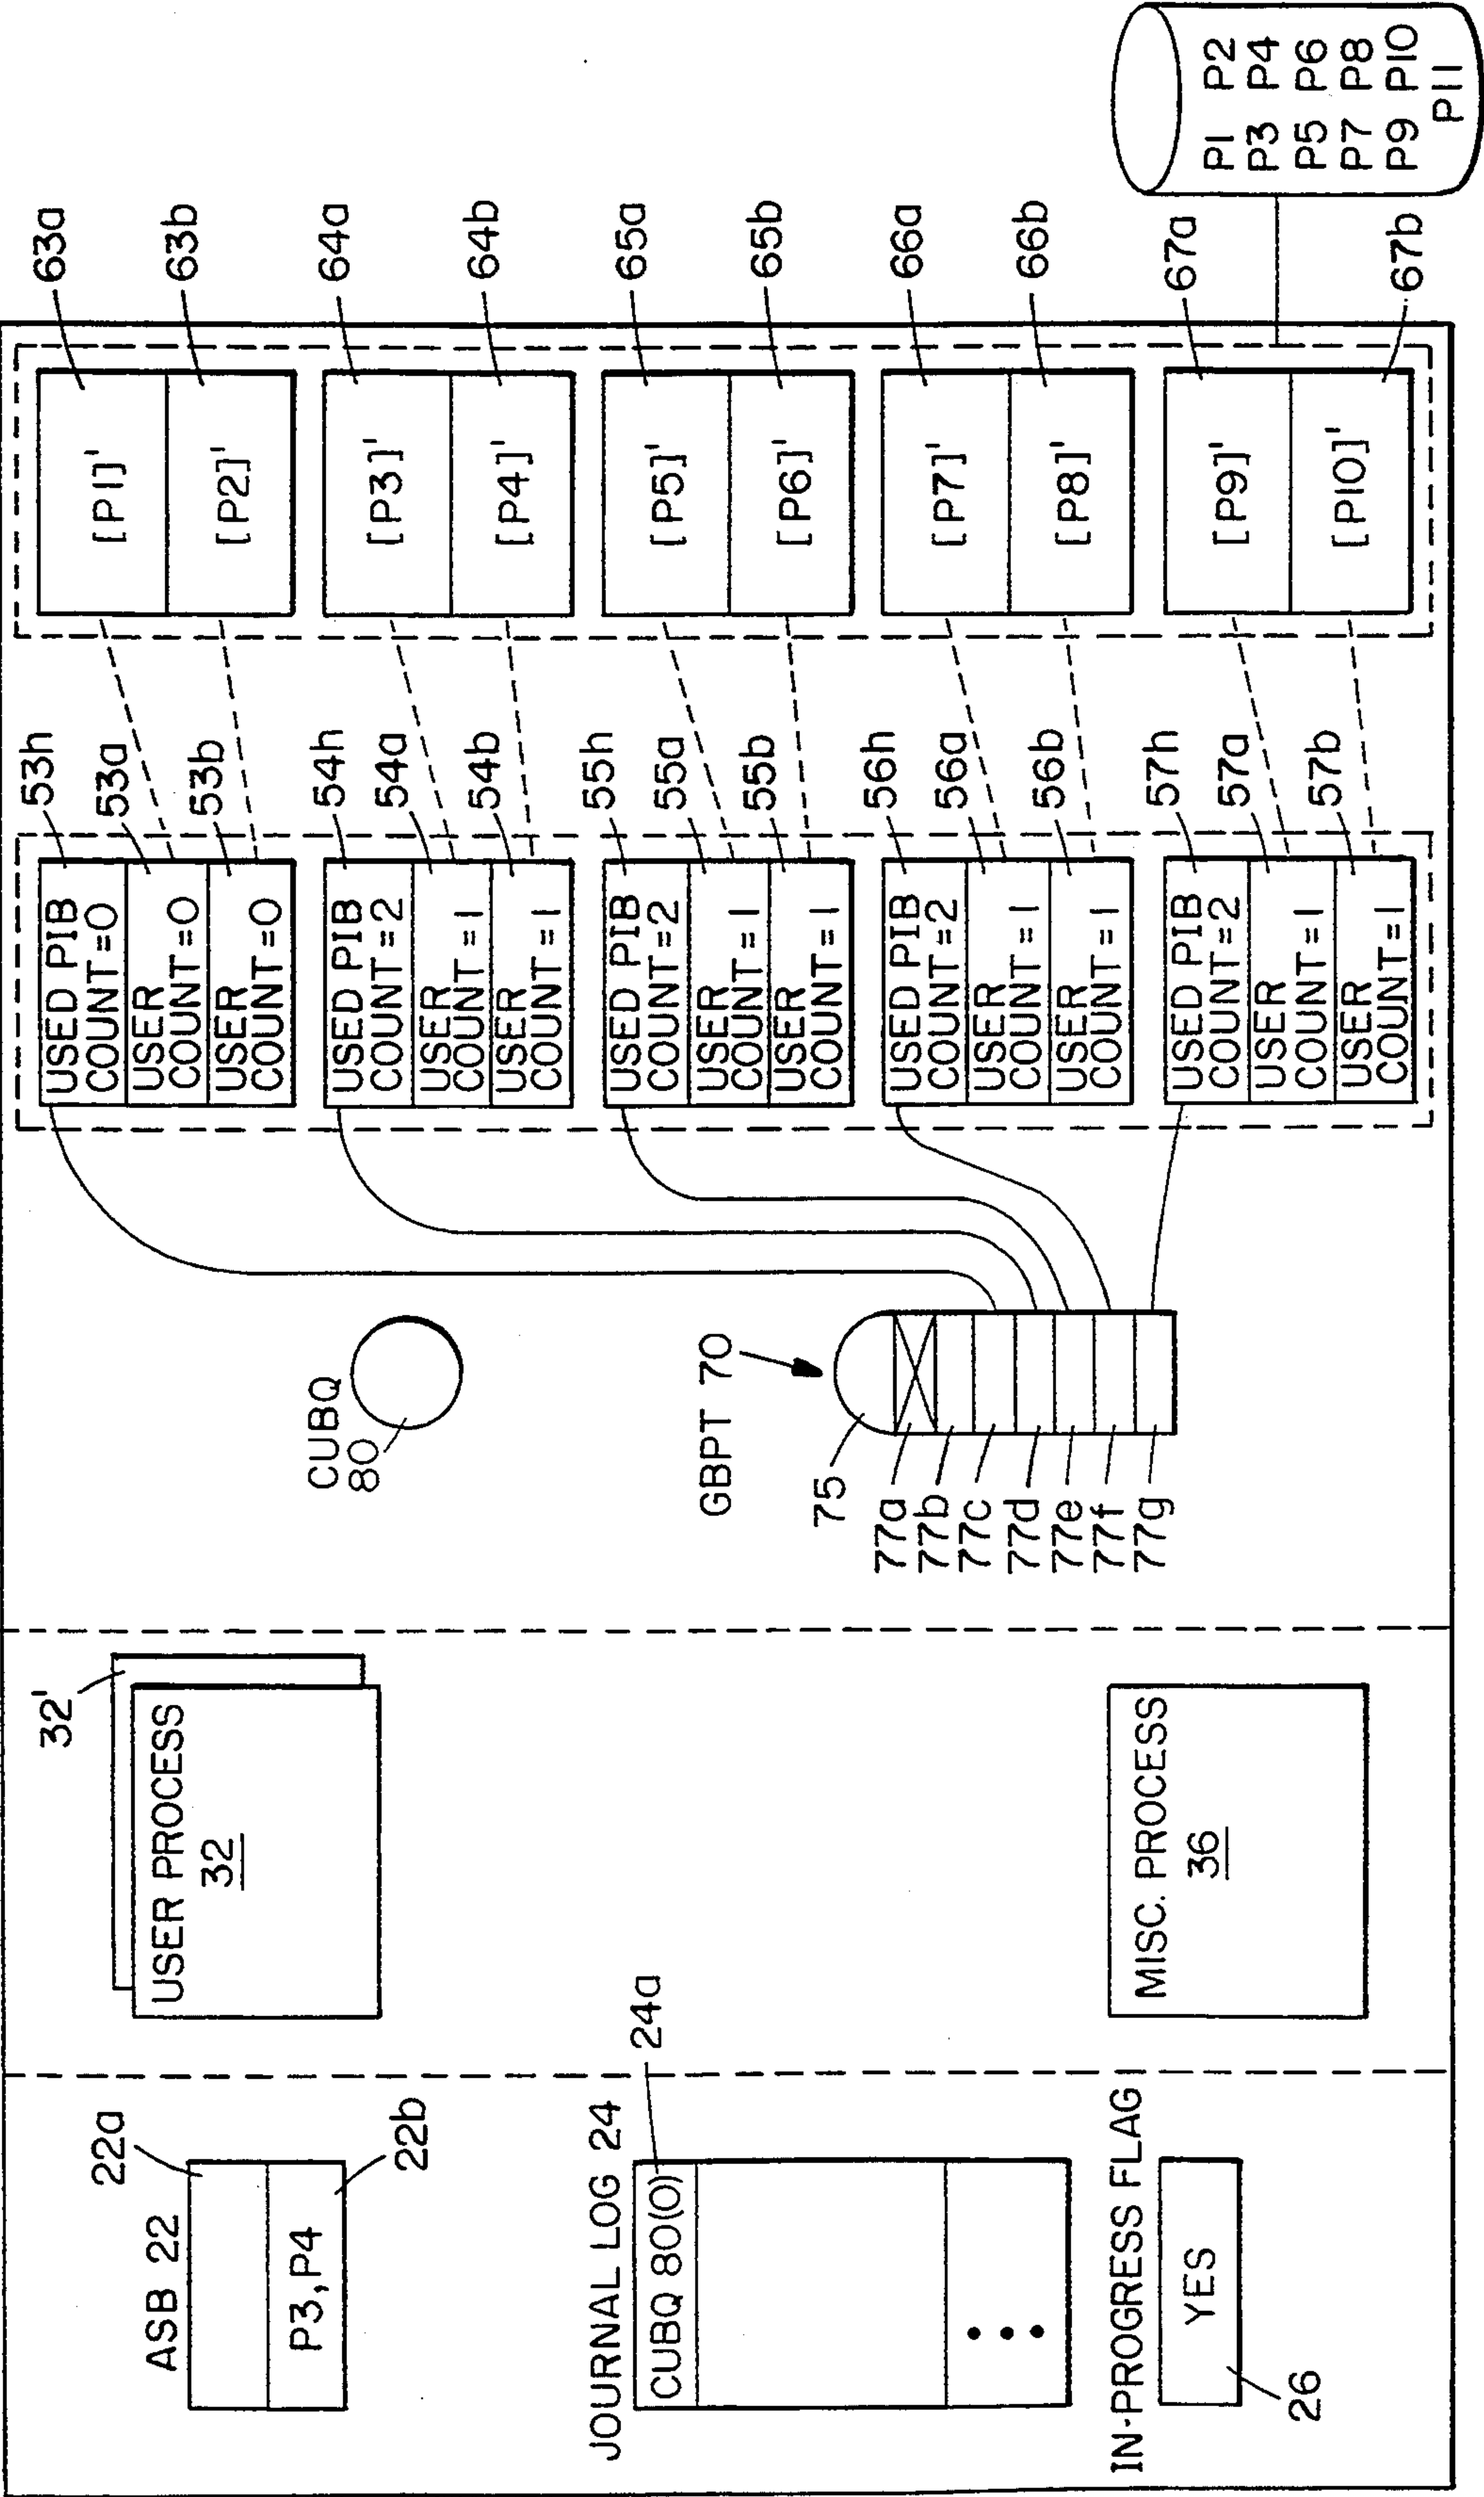 ASB 22
22a
P3,P4
22b
JOURNAL LOG 24
24a
CUBQ 80(0)
IN-PROGRESS FLAG
YES
26
32'
USER PROCESS
32
MISC. PROCESS
36
CUBQ
80
GBPT 70
75
77a
77b
77c
77d
77e
77f
77g
53h
USED PIB
COUNT=0
53a
USER
COUNT=0
53b
USER
COUNT=0
54h
USED PIB
COUNT=2
54a
USER
COUNT=1
54b
USER
COUNT=1
55h
USED PIB
COUNT=2
55a
USER
COUNT=1
55b
USER
COUNT=1
56h
USED PIB
COUNT=2
56a
USER
COUNT=1
56b
USER
COUNT=1
57h
USED PIB
COUNT=2
57a
USER
COUNT=1
57b
USER
COUNT=1
63a
[P1]'
63b
[P2]'
64a
[P3]'
64b
[P4]'
65a
[P5]'
65b
[P6]'
66a
[P7]'
66b
[P8]'
67a
[P9]'
67b
[P10]'
P1 P2
P3 P4
P5 P6
P7 P8
P9 P10
P11